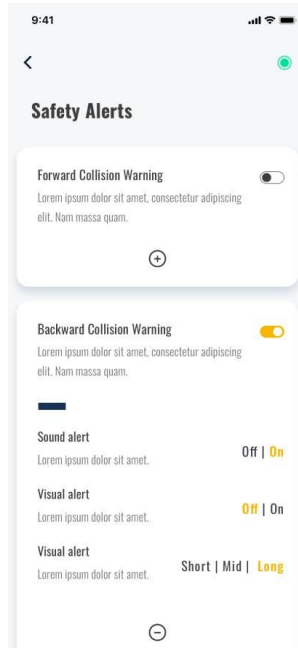 9:41
Safety Alerts
Forward Collision Warning
Lorem ipsum dolor sit amet, consectetur adipiscing
elit. Nam massa quam.
Backward Collision Warning
Lorem ipsum dolor sit amet, consectetur adipiscing
elit. Nam massa quam.
Sound alert
Lorem ipsum dolor sit amet.
Off | On
Visual alert
Lorem ipsum dolor sit amet.
Off | On
Visual alert
Lorem ipsum dolor sit amet.
Short | Mid | Long